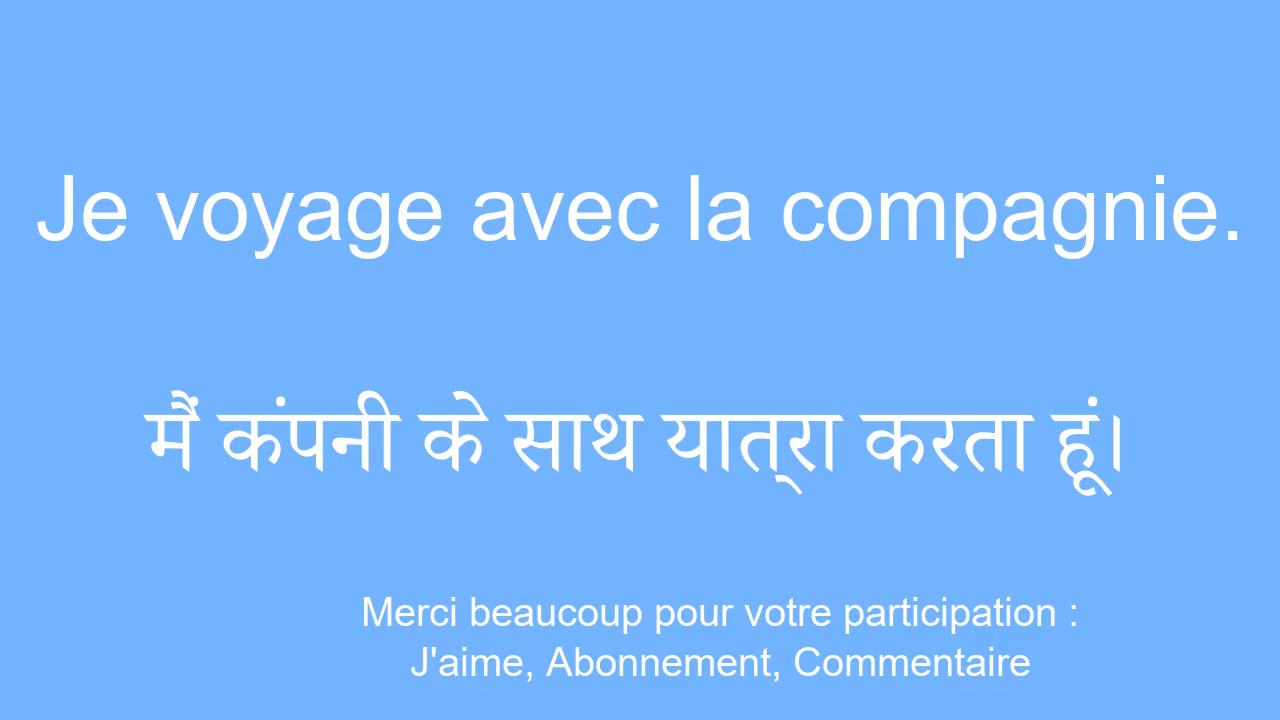 Je voyage avec la compagnie.
मैं कंपनी के साथ यात्‌रा करता हूं।
Merci beaucoup pour votre participation :
J'aime, Abonnement, Commentaire